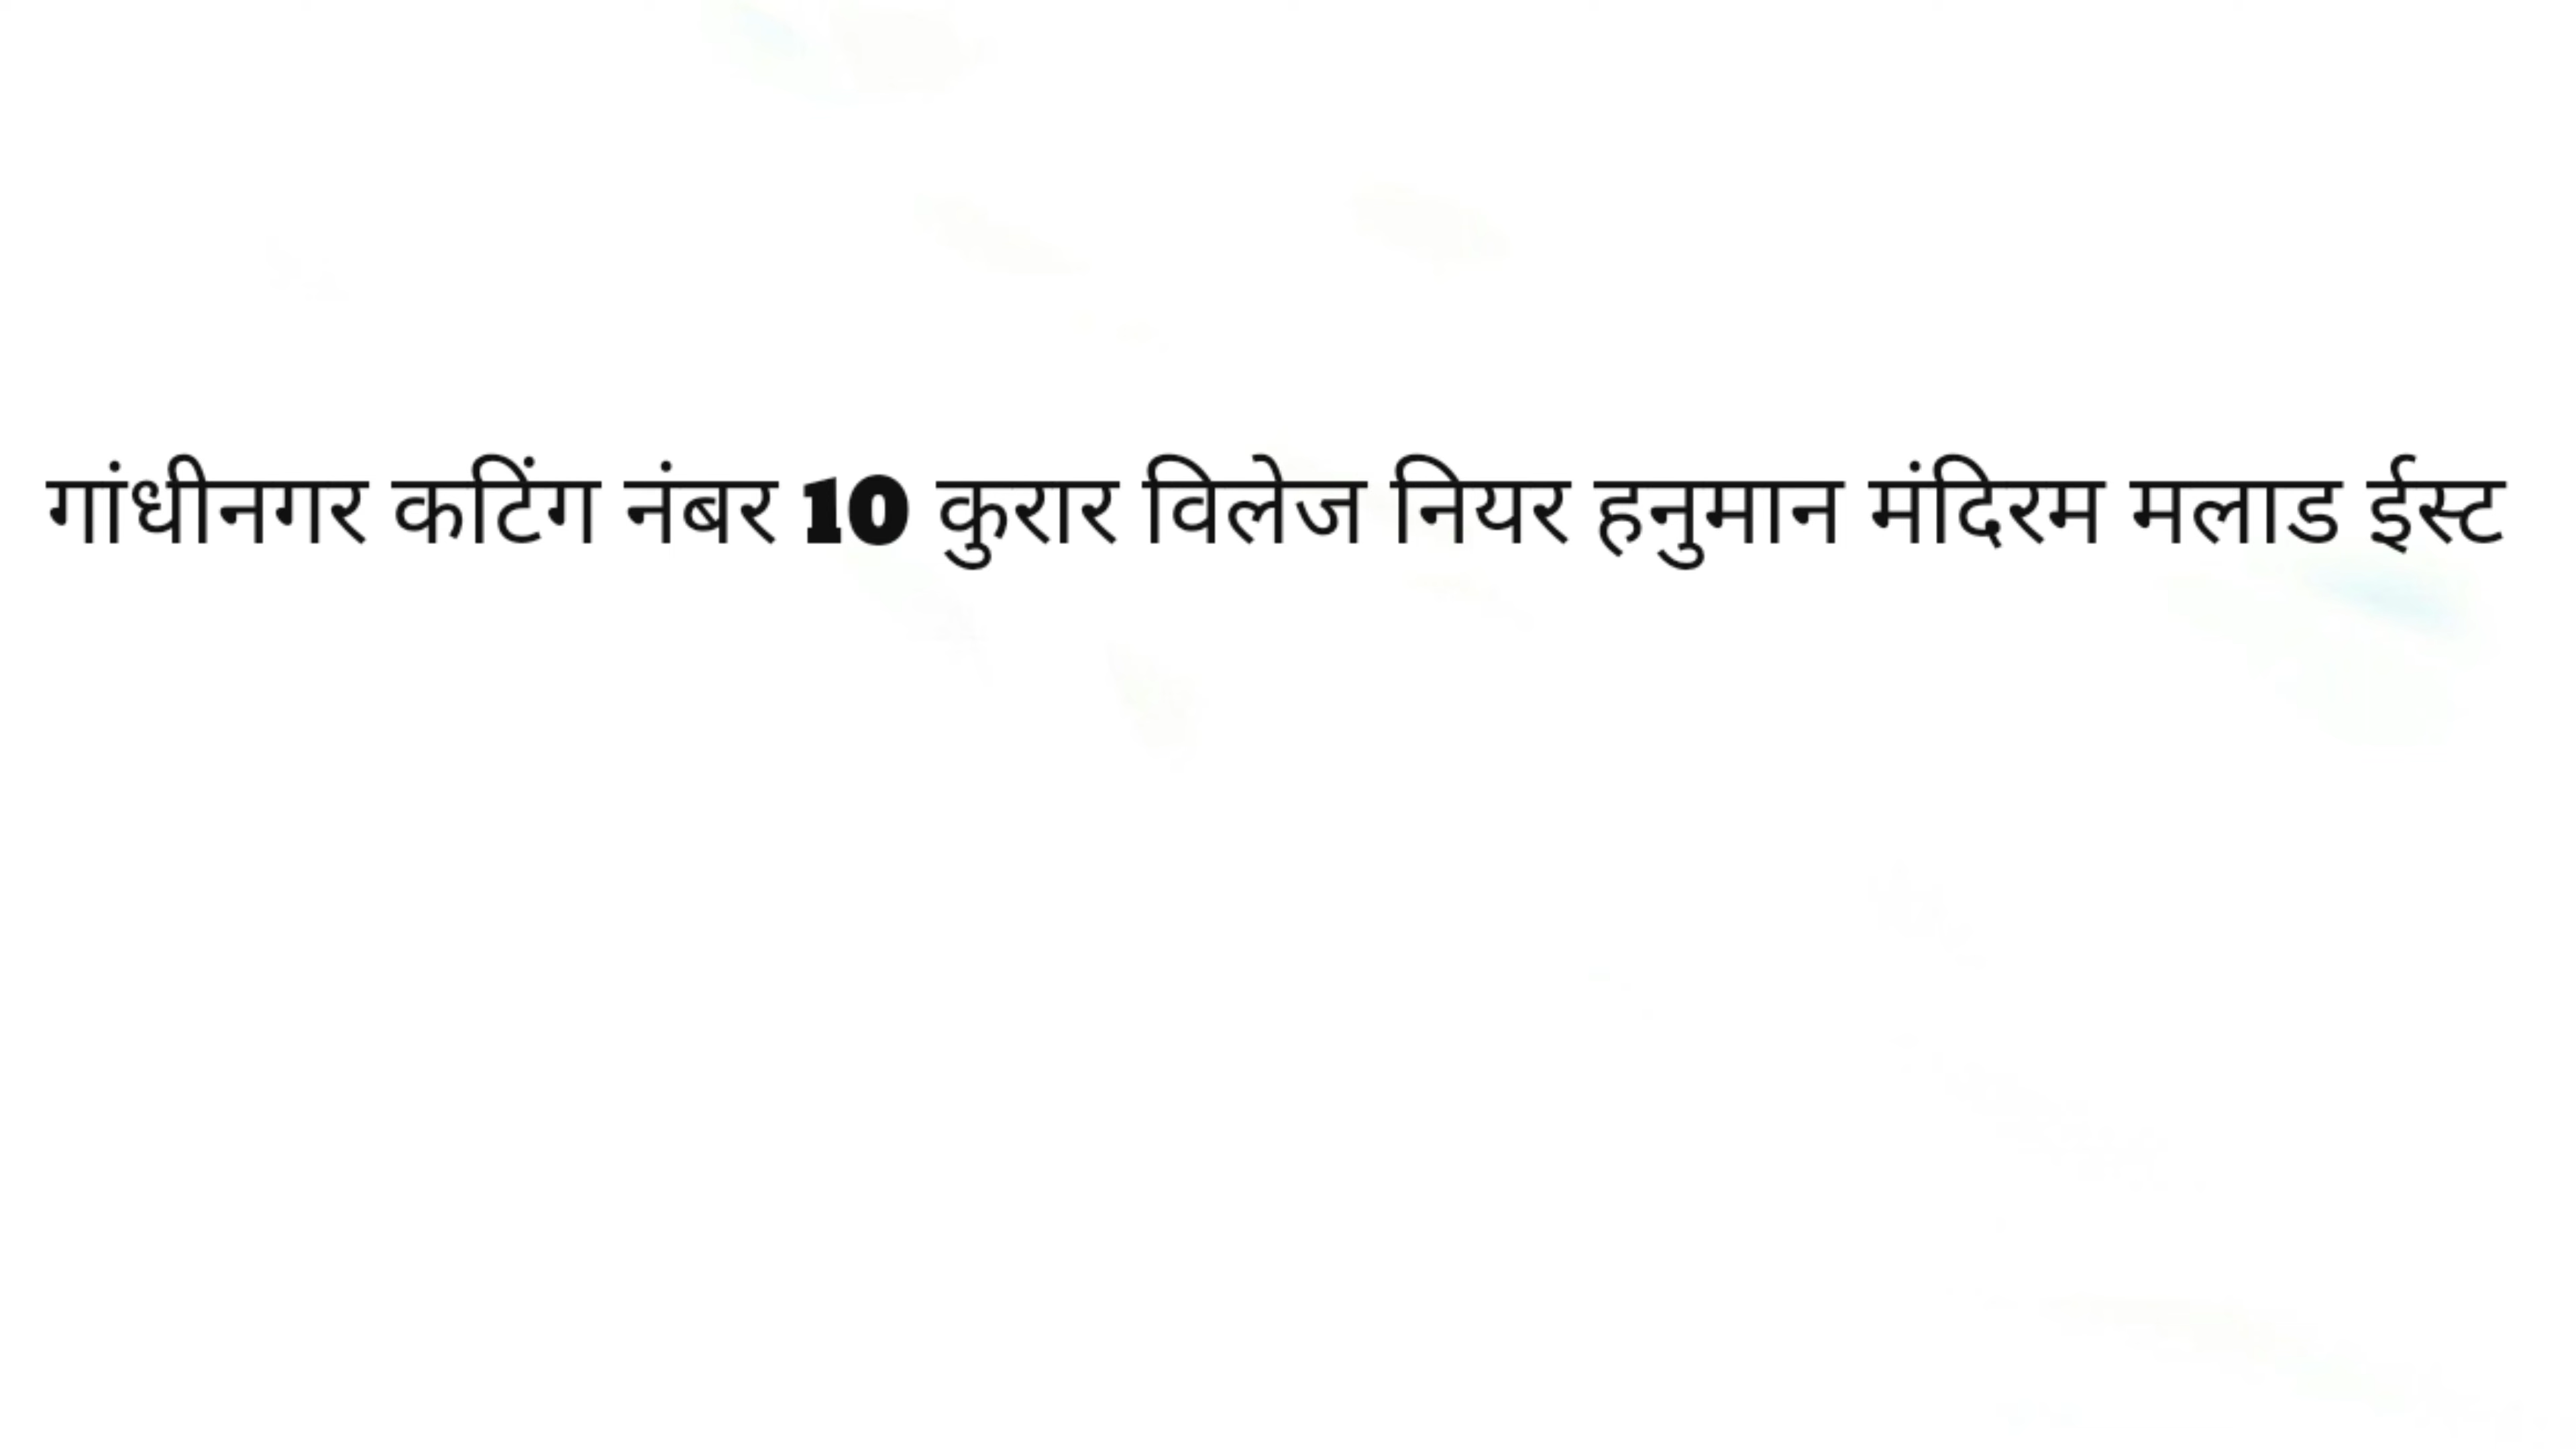 गांधीनगर कटिंग नंबर 10 कुरार विलेज नियर हनुमान मंदिरम मलाड ईस्ट